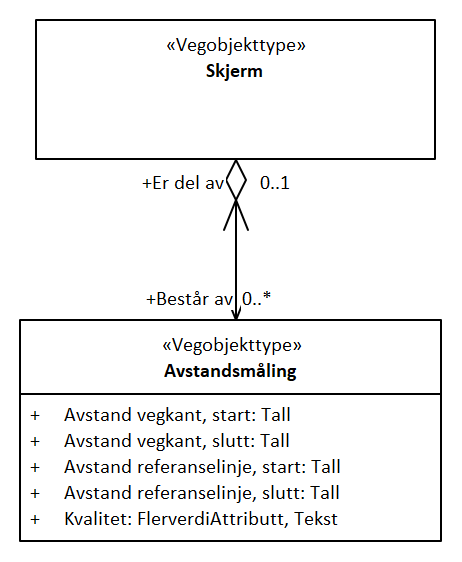 «Vegobjekttype»
Skjerm
+Er del av 0..1
+Består av 0..*
«Vegobjekttype»
Avstandsmåling
+ Avstand vegkant, start: Tall
+ Avstand vegkant, slutt: Tall
+ Avstand referanselinje, start: Tall
+ Avstand referanselinje, slutt: Tall
+ Kvalitet: FlerverdiAttributt, Tekst